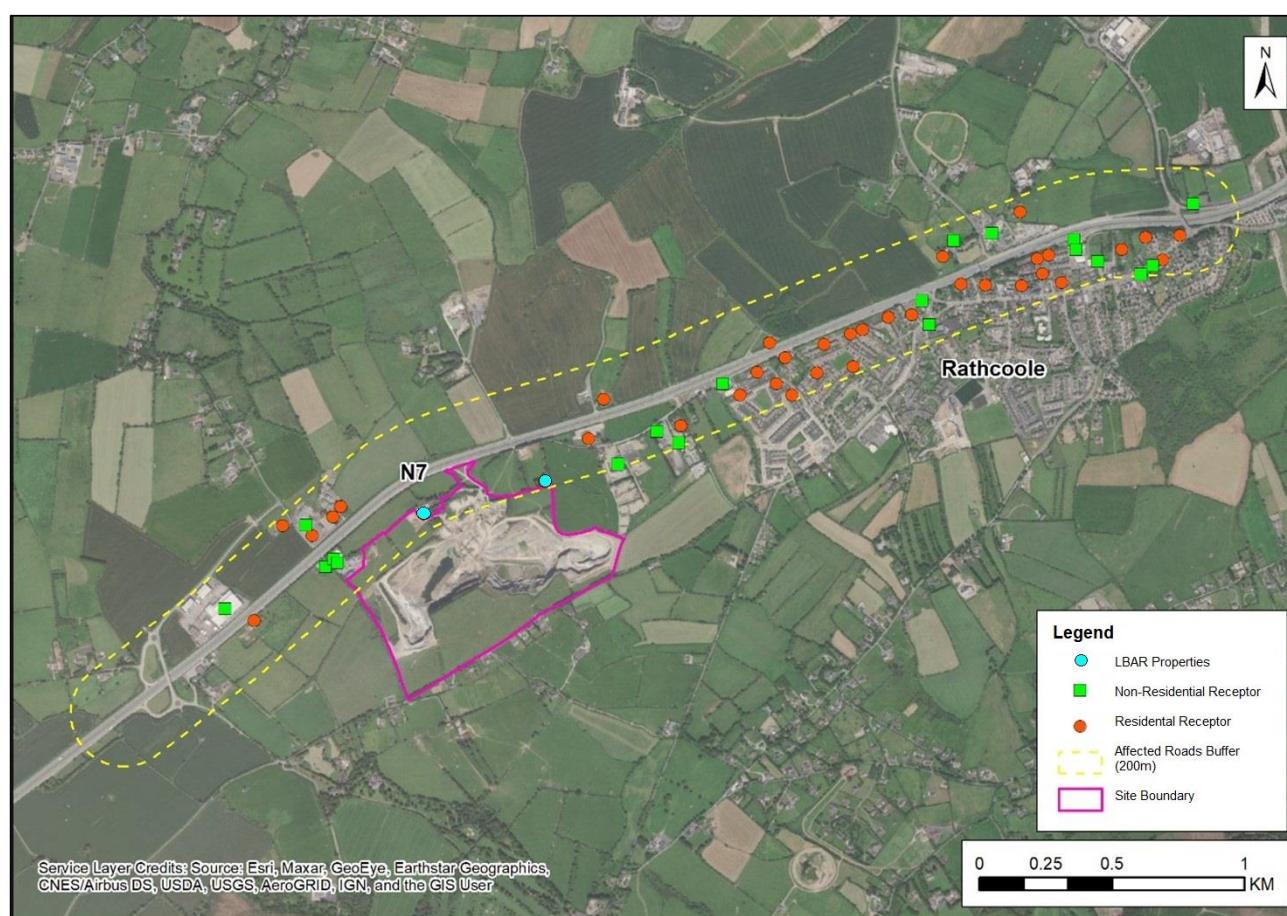 N
Rathcoole
N7
Legend
LBAR Properties
Non-Residential Receptor
Residental Receptor
Affected Roads Buffer
(200m)
Site Boundary
Service Layer Credits: Source: Esri, Maxar, GeoEye, Earthstar Geographics,
CNES/Airbus DS, USDA, USGS, AeroGRID, IGN, and the GIS User
0 0.25 0.5 1
KM